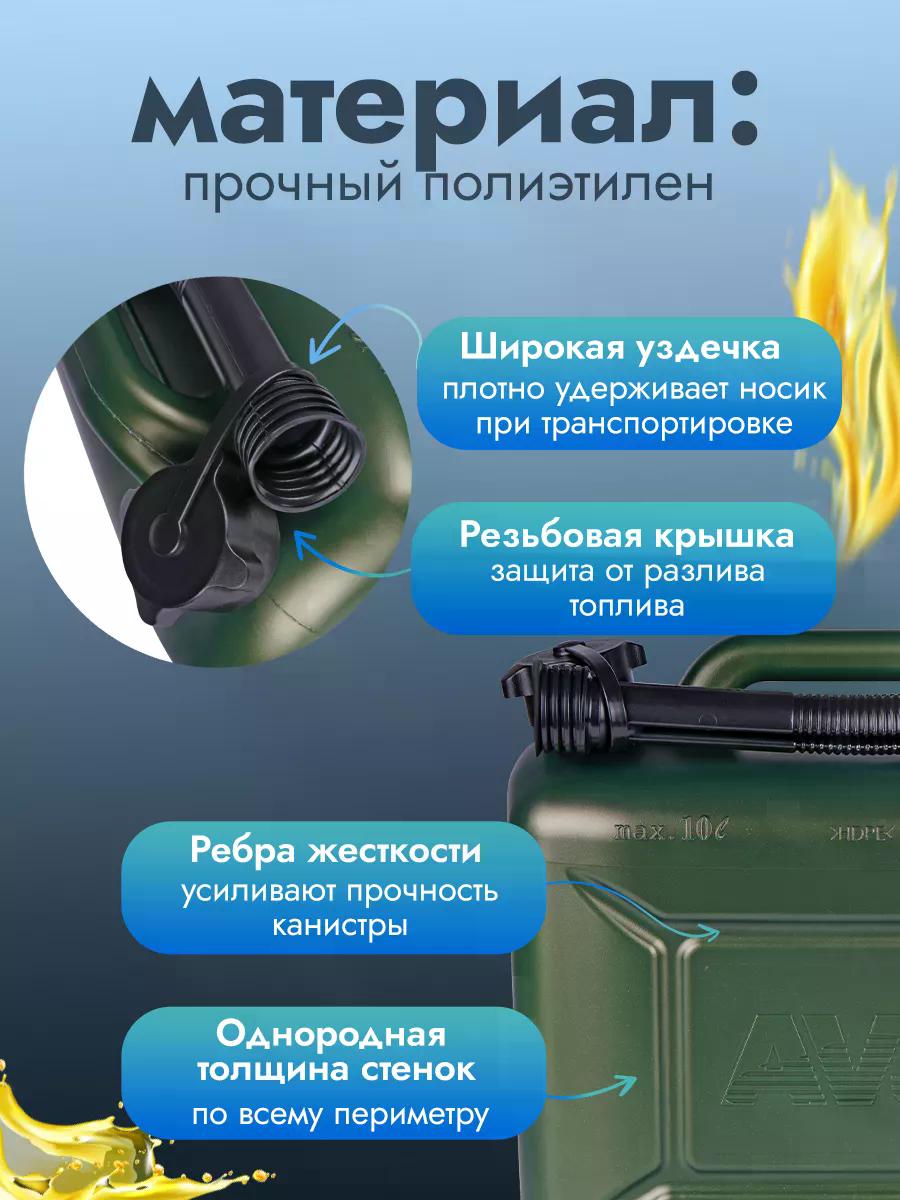 материал:
прочный полиэтилен
Широкая уздечка
плотно удерживает носик
при транспортировке
Резьбовая крышка
защита от разлива
топлива
max.10ℓ
Ребра жесткости
усиливают прочность
канистры
Однородная
толщина стенок
по всему периметру